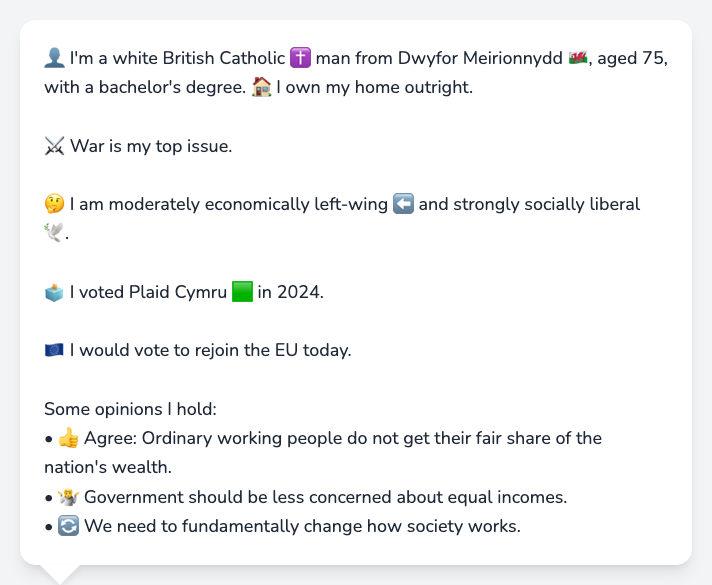 👤 I'm a white British Catholic ✝️ man from Dwyfor Meirionnydd 🏴󠁧󠁢󠁷󠁬󠁳󠁿, aged 75,
with a bachelor's degree. 🏠 I own my home outright.
⚔️ War is my top issue.
🤔 I am moderately economically left-wing ⬅️ and strongly socially liberal
🕊️.
🗳️ I voted Plaid Cymru 🟩 in 2024.
🇪🇺 I would vote to rejoin the EU today.
Some opinions I hold:
• 👍 Agree: Ordinary working people do not get their fair share of the
nation's wealth.
• 🤷 Government should be less concerned about equal incomes.
• 🔄 We need to fundamentally change how society works.